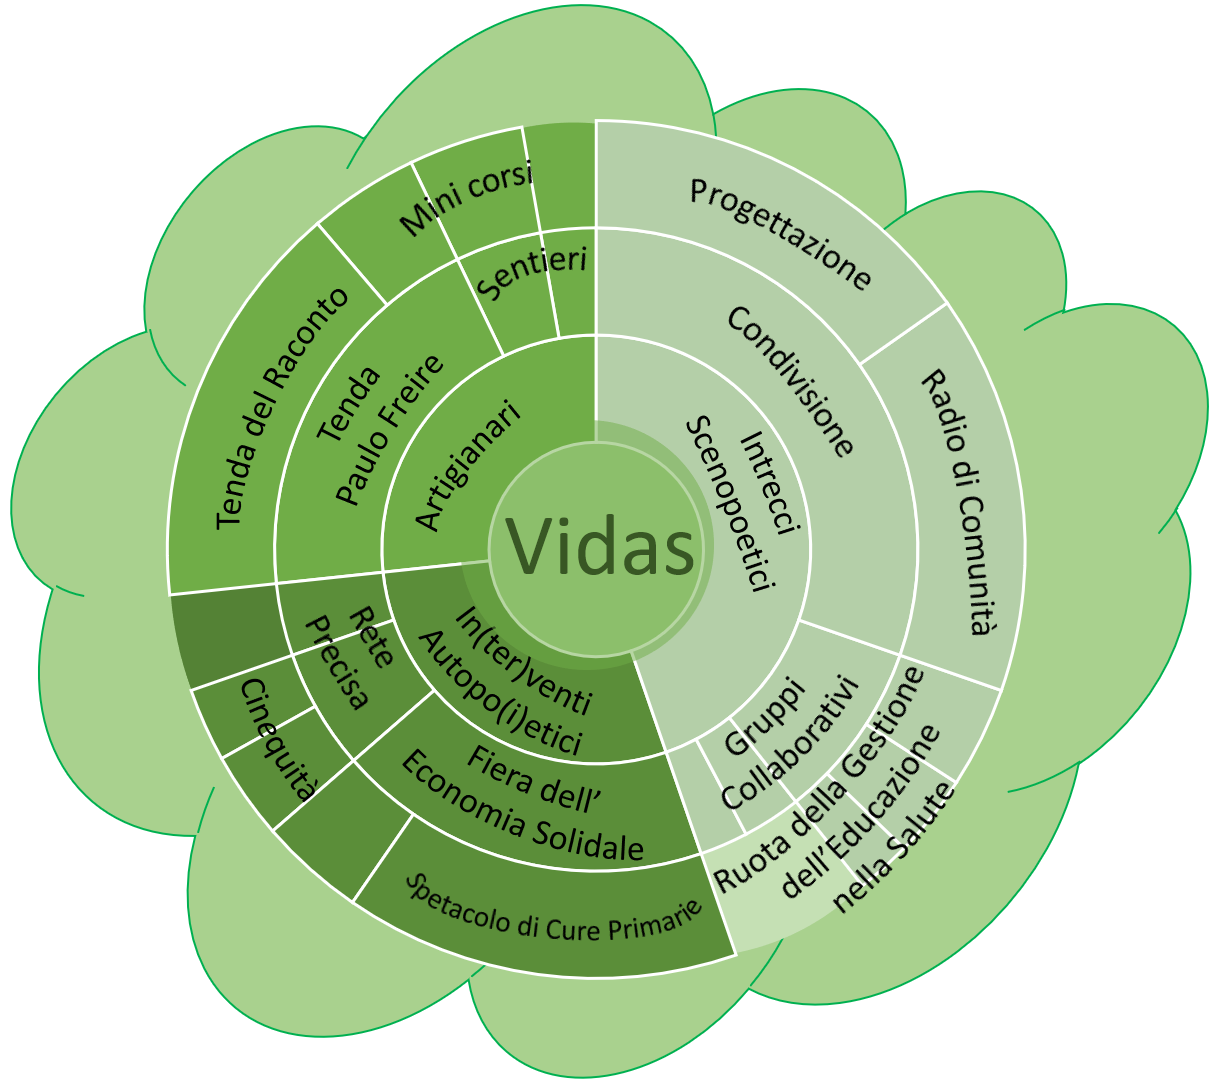 Vidas
Intrecci
Scenopoetici
In(ter)venti
Autopo(i)etici
Artigianari
Condivisione
Gruppi
Collaborativi
Fiera dell’
Economia Solidale
Rete
Precisa
Tenda
Paulo Freire
Sentieri
Progettazione
Radio di Comunità
Ruota della Gestione
dell’Educazione
nella Salute
Spetacolo di Cure Primarie
Cinequità
Tenda del Raconto
Mini corsi